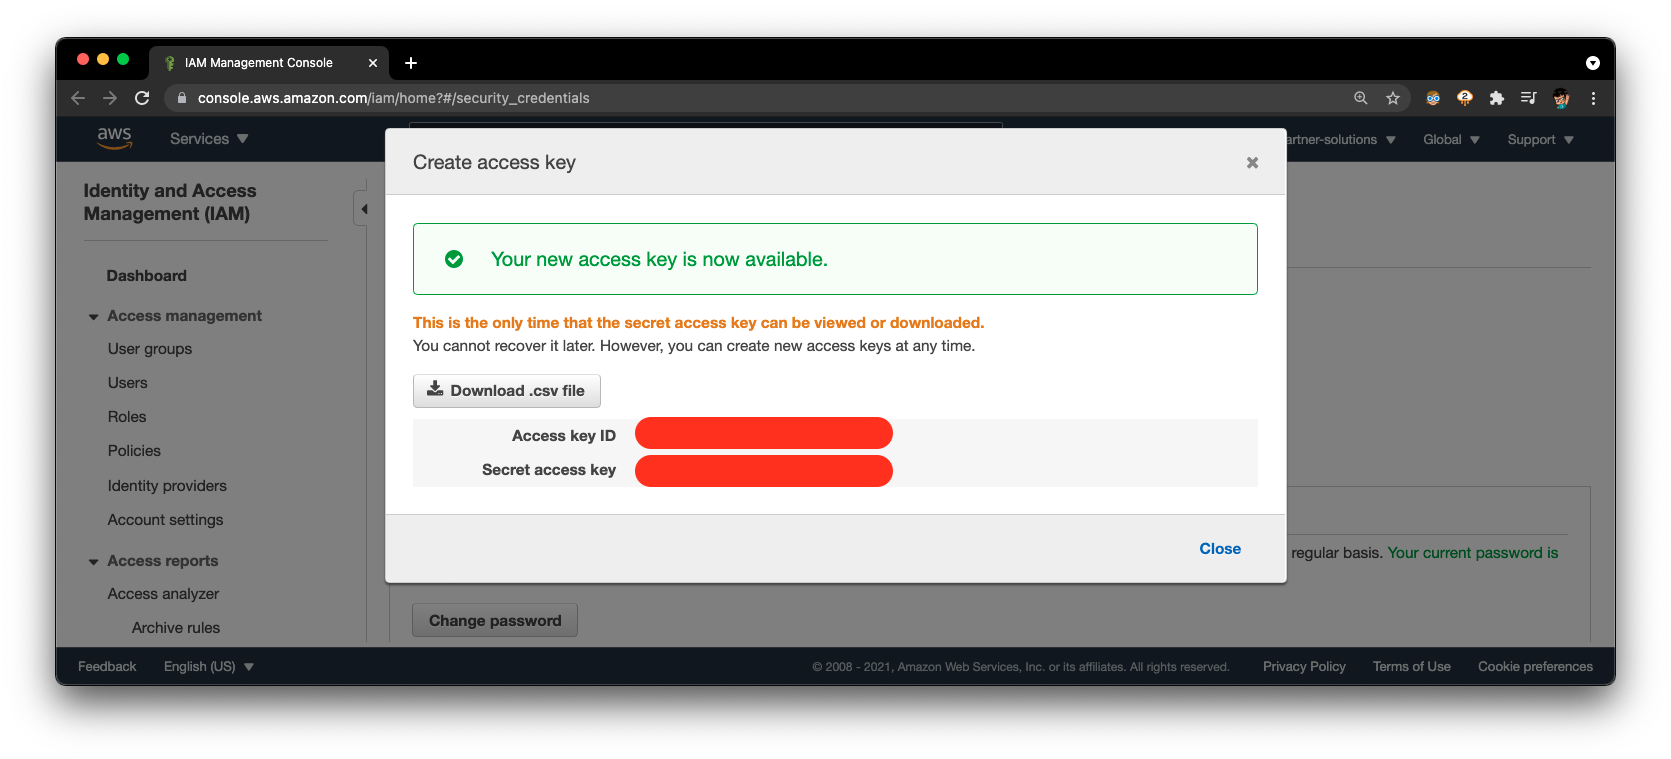 IAM Management Console
console.aws.amazon.com/iam/home?#/security_credentials
2
aws
Services
artner-solutions
Global
Support
Identity and Access
Management (IAM)
Dashboard
Access management
User groups
Users
Roles
Policies
Identity providers
Account settings
Access reports
Access analyzer
Archive rules
Create access key
Your new access key is now available.
This is the only time that the secret access key can be viewed or downloaded.
You cannot recover it later. However, you can create new access keys at any time.
Download .csv file
Access key ID
Secret access key
Close
regular basis. Your current password is
Change password
Feedback
English (US)
© 2008 - 2021, Amazon Web Services, Inc. or its affiliates. All rights reserved.
Privacy Policy
Terms of Use
Cookie preferences